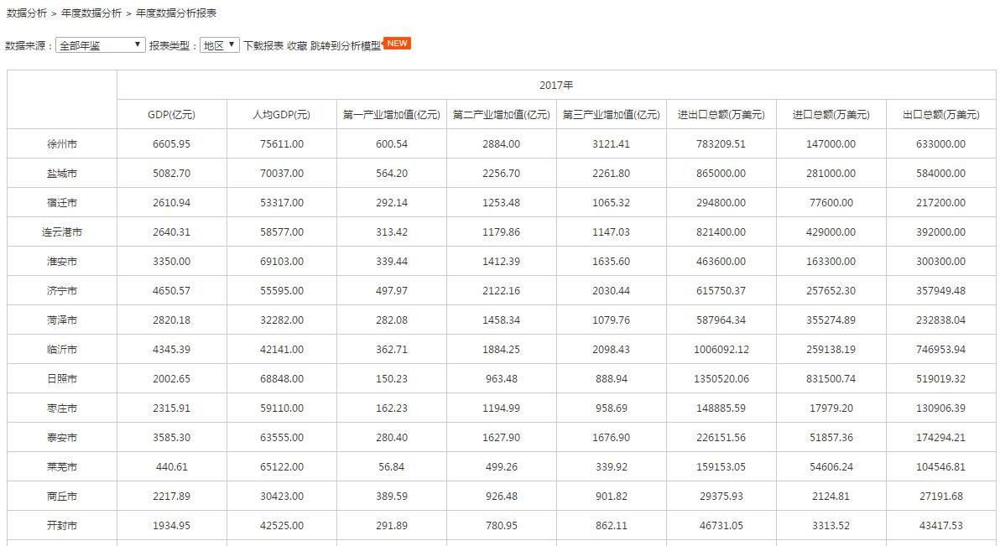 数据分析 > 年度数据分析 > 年度数据分析报表
数据来源：全部年鉴 ▼ 报表类型：地区 ▼ 下载报表 收藏 跳转到分析模型 NEW
2017年
GDP(亿元) 人均GDP(元) 第一产业增加值(亿元) 第二产业增加值(亿元) 第三产业增加值(亿元) 进出口总额(万美元) 进口总额(万美元) 出口总额(万美元)
徐州市 6605.95 75611.00 600.54 2884.00 3121.41 783209.51 147000.00 633000.00
盐城市 5082.70 70037.00 564.20 2256.70 2261.80 865000.00 281000.00 584000.00
宿迁市 2610.94 53317.00 292.14 1253.48 1065.32 294800.00 77600.00 217200.00
连云港市 2640.31 58577.00 313.42 1179.86 1147.03 821400.00 429000.00 392000.00
淮安市 3350.00 69103.00 339.44 1412.39 1635.60 463600.00 163300.00 300300.00
济宁市 4650.57 55595.00 497.97 2122.16 2030.44 615750.37 257652.30 357949.48
菏泽市 2820.18 32282.00 282.08 1458.34 1079.76 587964.34 355274.89 232838.04
临沂市 4345.39 42141.00 362.71 1884.25 2098.43 1006092.12 259138.19 746953.94
日照市 2002.65 68848.00 150.23 963.48 888.94 1350520.06 831500.74 519019.32
枣庄市 2315.91 59110.00 162.23 1194.99 958.69 148885.59 17979.20 130906.39
泰安市 3585.30 63555.00 280.40 1627.90 1676.90 226151.56 51857.36 174294.21
莱芜市 440.61 65122.00 56.84 499.26 339.92 159153.05 54606.24 104546.81
商丘市 2217.89 30423.00 389.59 926.48 901.82 29375.93 2124.81 27191.68
开封市 1934.95 42525.00 291.89 780.95 862.11 46731.05 3313.52 43417.53